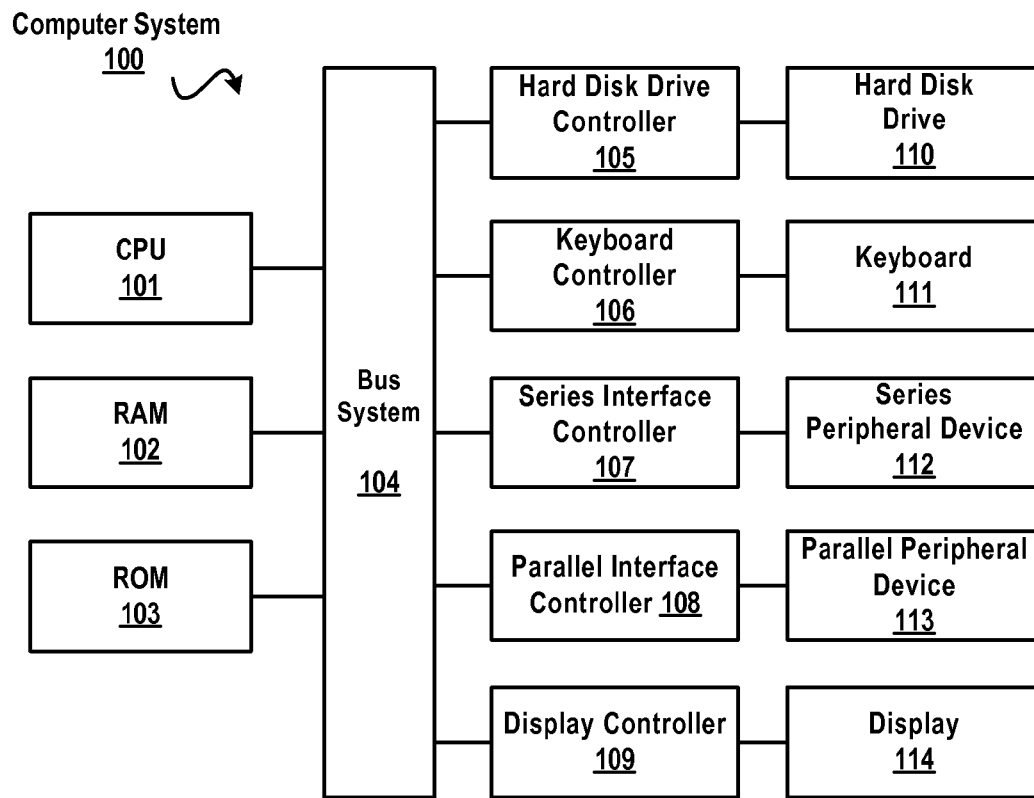 Computer System
100
CPU
101
RAM
102
ROM
103
Bus
System
104
Hard Disk Drive
Controller
105
Keyboard
Controller
106
Series Interface
Controller
107
Parallel Interface
Controller 108
Display Controller
109
Hard Disk
Drive
110
Keyboard
111
Series
Peripheral Device
112
Parallel Peripheral
Device
113
Display
114